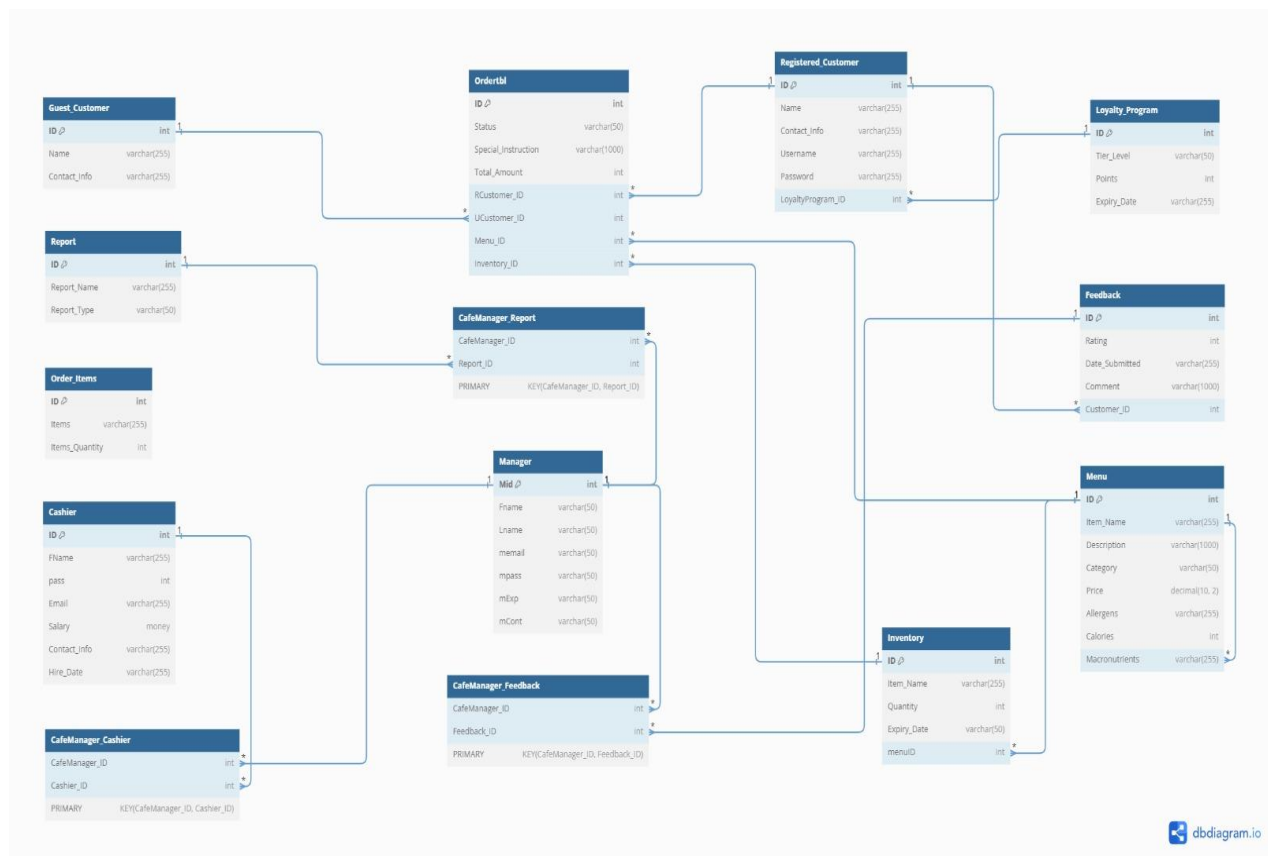 Guest_Customer
ID int
Name varchar(255)
Contact_Info varchar(255)
Report
ID int
Report_Name varchar(255)
Report_Type varchar(50)
Order_Items
ID int
Items varchar(255)
Items_Quantity int
Cashier
ID int
FName varchar(255)
pass int
Email varchar(255)
Salary money
Contact_Info varchar(255)
Hire_Date varchar(255)
CafeManager_Cashier
CafeManager_ID int
Cashier_ID int
PRIMARY KEY(CafeManager_ID, Cashier_ID)
Ordertbl
ID int
Status varchar(50)
Special_Instruction varchar(1000)
Total_Amount int
RCustomer_ID int
UCustomer_ID int
Menu_ID int
Inventory_ID int
CafeManager_Report
CafeManager_ID int
Report_ID int
PRIMARY KEY(CafeManager_ID, Report_ID)
Manager
Mid int
Fname varchar(50)
Lname varchar(50)
memail varchar(50)
mpass varchar(50)
mExp varchar(50)
mCont varchar(50)
CafeManager_Feedback
CafeManager_ID int
Feedback_ID int
PRIMARY KEY(CafeManager_ID, Feedback_ID)
Registered_Customer
ID int
Name varchar(255)
Contact_Info varchar(255)
Username varchar(255)
Password varchar(255)
LoyaltyProgram_ID int
Inventory
ID int
Item_Name varchar(255)
Quantity int
Expiry_Date varchar(50)
menuID int
Loyalty_Program
ID int
Tier_Level varchar(50)
Points int
Expiry_Date varchar(255)
Feedback
ID int
Rating int
Date_Submitted varchar(255)
Comment varchar(1000)
Customer_ID int
Menu
ID int
Item_Name varchar(255)
Description varchar(1000)
Category varchar(50)
Price decimal(10, 2)
Allergens varchar(255)
Calories int
Macronutrients varchar(255)
dbdiagram.io